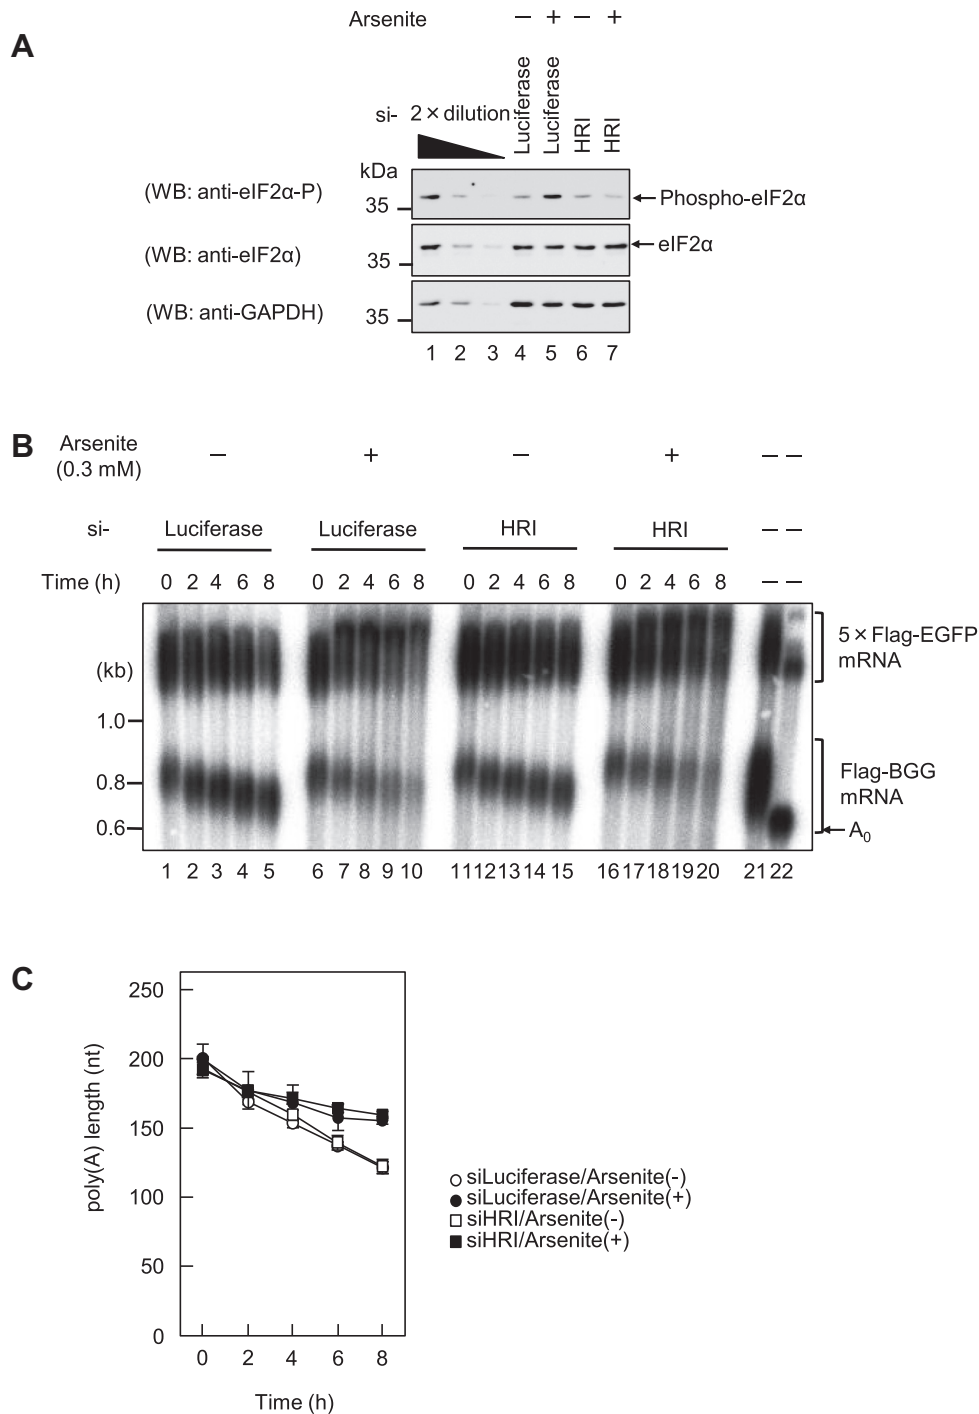 A
Arsenite − + − +
si- 2×dilution Luciferase Luciferase HRI HRI
kDa
(WB: anti-eIF2α-P) 35 Phospho-eIF2α
(WB: anti-eIF2α) 35 eIF2α
(WB: anti-GAPDH) 35
1 2 3 4 5 6 7
B
Arsenite
(0.3 mM) − + − + − −
si- Luciferase Luciferase HRI HRI − −
Time (h) 0 2 4 6 8 0 2 4 6 8 0 2 4 6 8 0 2 4 6 8 − −
(kb)
5×Flag-EGFP
mRNA
1.0
0.8
Flag-BGG
mRNA
0.6
A0
1 2 3 4 5 6 7 8 9 10 11 12 13 14 15 16 17 18 19 20 21 22
C
poly(A) length (nt)
250
200
150
100
50
0
0 2 4 6 8
Time (h)
siLuciferase/Arsenite(-)
siLuciferase/Arsenite(+)
siHRI/Arsenite(-)
siHRI/Arsenite(+)